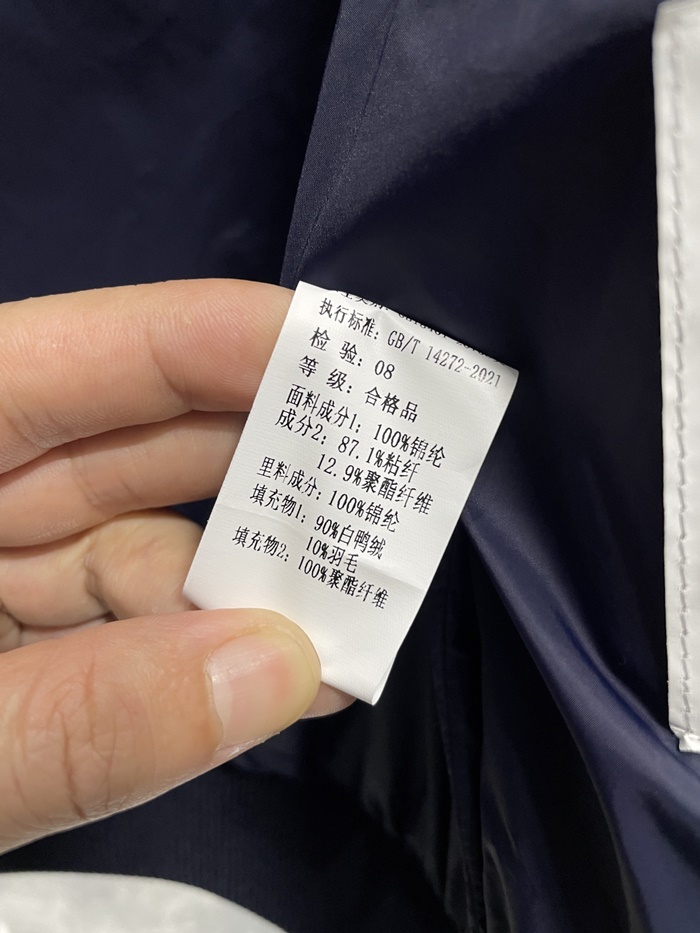 执行标准: GB/T 14272-2021
检 验: 08
等 级: 合格品
面料成分1: 100%锦纶
成分2: 87.1%粘纤
12.9%聚酯纤维
里料成分: 100%锦纶
填充物1: 90%白鸭绒
10%羽毛
填充物2: 100%聚酯纤维